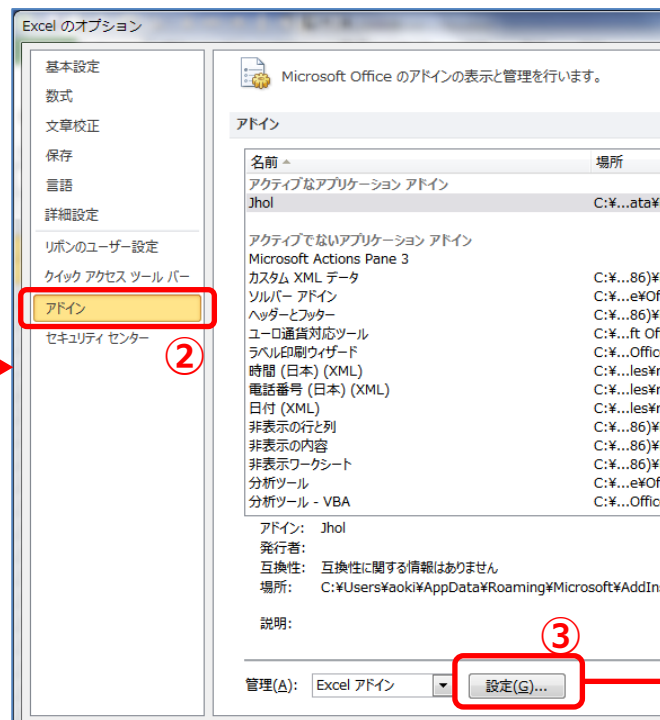 Excel のオプション
基本設定
数式
文章校正
保存
言語
詳細設定
リボンのユーザー設定
クイック アクセス ツール バー
アドイン
セキュリティ センター
②
Microsoft Office のアドインの表示と管理を行います。
アドイン
名前 場所
アクティブなアプリケーション アドイン
Jhol C:¥...ata¥
アクティブでないアプリケーション アドイン
Microsoft Actions Pane 3
カスタム XML データ C:¥...86)¥
ソルバー アドイン C:¥...e¥Of
ヘッダーとフッター C:¥...86)¥
ユーロ通貨対応ツール C:¥...ft Of
ラベル印刷ウィザード C:¥...Offic
時間 (日本) (XML) C:¥...les¥
電話番号 (日本) (XML) C:¥...les¥
日付 (XML) C:¥...les¥
非表示の行と列 C:¥...86)¥
非表示の内容 C:¥...86)¥
非表示ワークシート C:¥...86)¥
分析ツール C:¥...e¥Of
分析ツール - VBA C:¥...Offic
アドイン: Jhol
発行者:
互換性: 互換性に関する情報はありません
場所: C:¥Users¥aoki¥AppData¥Roaming¥Microsoft¥AddIns
説明:
③
管理(A): Excel アドイン 設定(G)...